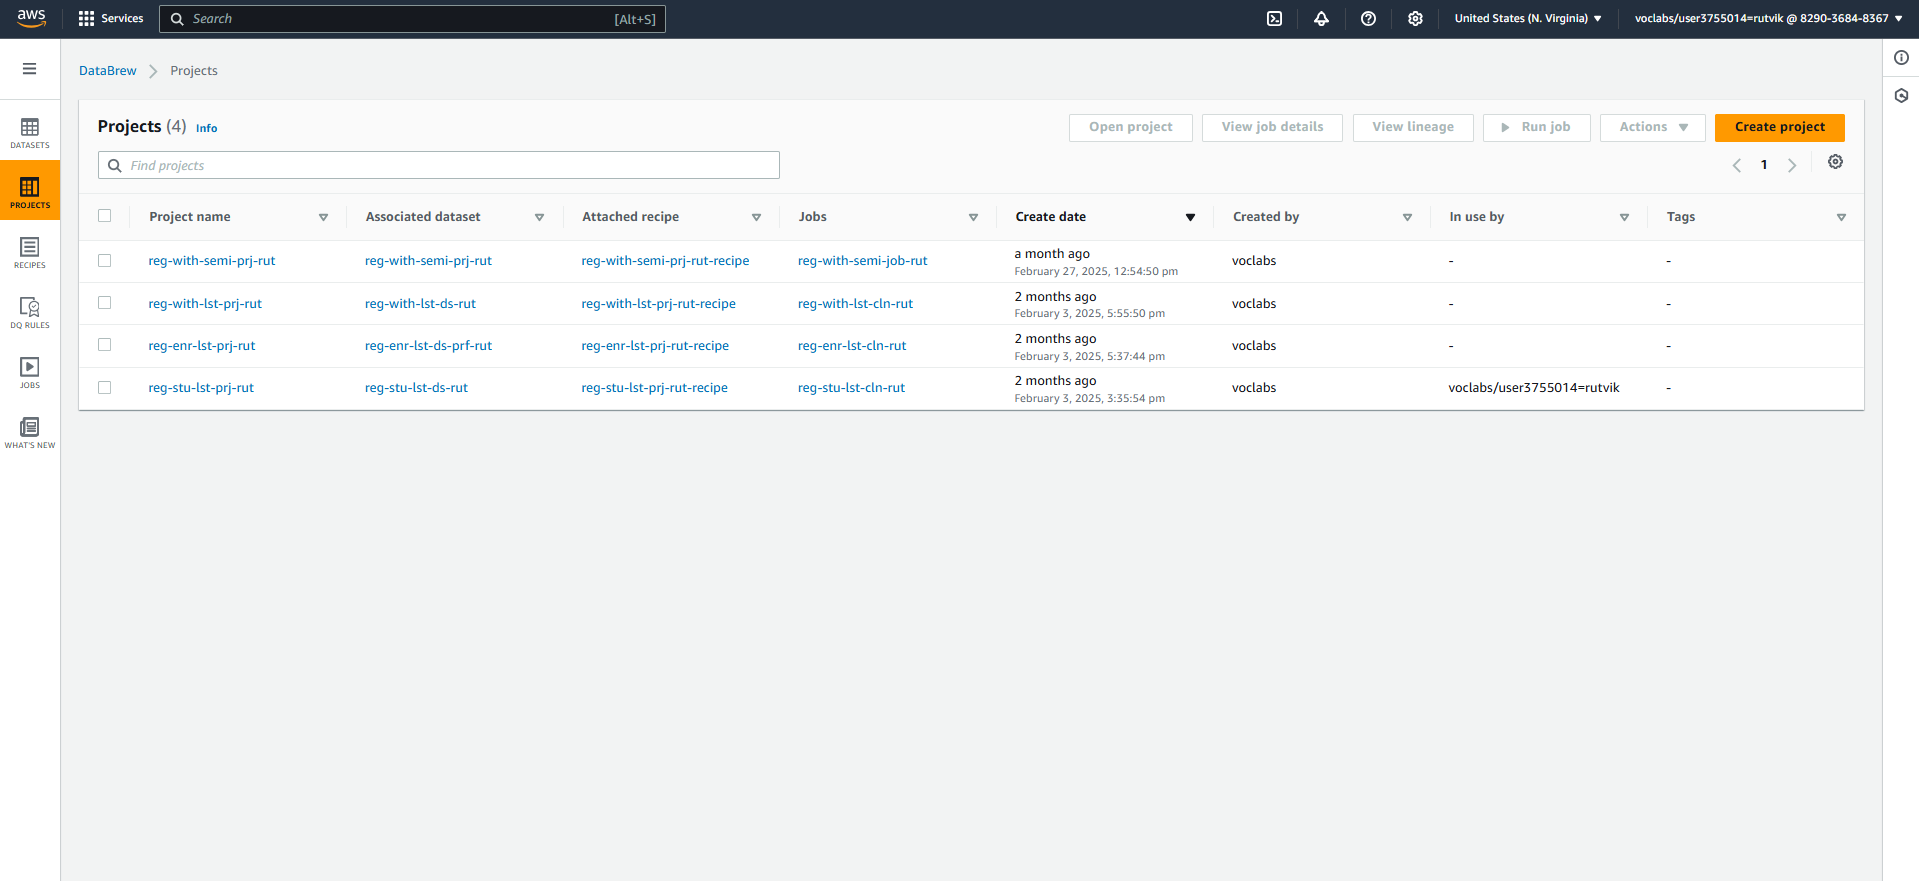 aws Services Search [Alt+S] United States (N. Virginia) voclabs/user3755014=rutvik @ 8290-3684-8367
DataBrew Projects
DATASETS
PROJECTS
RECIPES
DQ RULES
JOBS
WHAT'S NEW
Projects (4) Info Open project View job details View lineage Run job Actions Create project
Find projects 1
Project name Associated dataset Attached recipe Jobs Create date Created by In use by Tags
reg-with-semi-prj-rut reg-with-semi-prj-rut reg-with-semi-prj-rut-recipe reg-with-semi-job-rut a month ago voclabs - -
February 27, 2025, 12:54:50 pm
reg-with-lst-prj-rut reg-with-lst-ds-rut reg-with-lst-prj-rut-recipe reg-with-lst-cln-rut 2 months ago voclabs - -
February 3, 2025, 5:55:50 pm
reg-enr-lst-prj-rut reg-enr-lst-ds-prf-rut reg-enr-lst-prj-rut-recipe reg-enr-lst-cln-rut 2 months ago voclabs - -
February 3, 2025, 5:37:44 pm
reg-stu-lst-prj-rut reg-stu-lst-ds-rut reg-stu-lst-prj-rut-recipe reg-stu-lst-cln-rut 2 months ago voclabs voclabs/user3755014=rutvik -
February 3, 2025, 3:35:54 pm